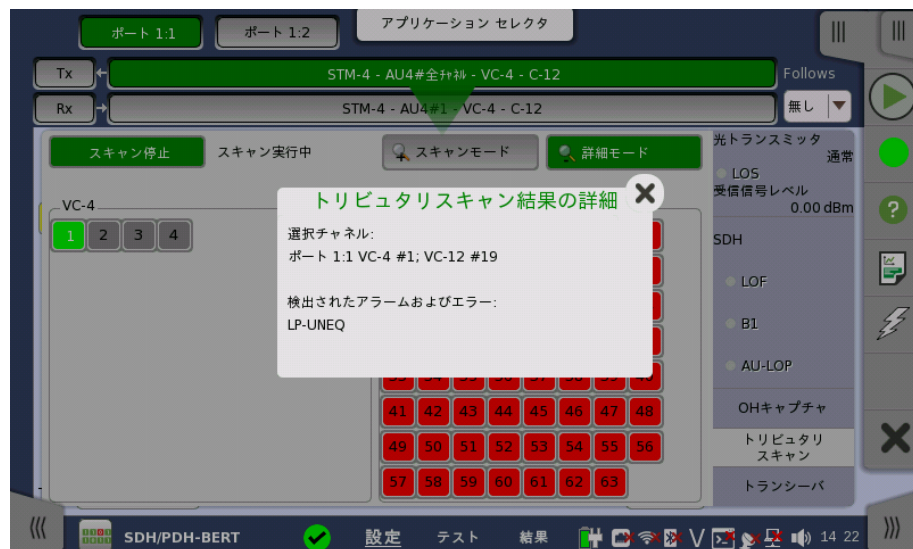 アプリケーション セレクタ
ポート 1:1
ポート 1:2
Tx
STM-4 - AU4#全ﾁｬﾈﾙ - VC-4 - C-12
Follows
Rx
STM-4 - AU4#1 - VC-4 - C-12
無し
スキャン停止
スキャン実行中
スキャンモード
詳細モード
光トランスミッタ
通常
LOS
受信信号レベル
0.00 dBm
VC-4
1 2 3 4
トリビュタリスキャン結果の詳細
選択チャネル:
ポート 1:1 VC-4 #1; VC-12 #19
検出されたアラームおよびエラー:
LP-UNEQ
SDH
LOF
B1
AU-LOP
41 42 43 44 45 46 47 48
49 50 51 52 53 54 55 56
57 58 59 60 61 62 63
OHキャプチャ
トリビュタリ
スキャン
トランシーバ
SDH/PDH-BERT
設定
テスト
結果
14 22